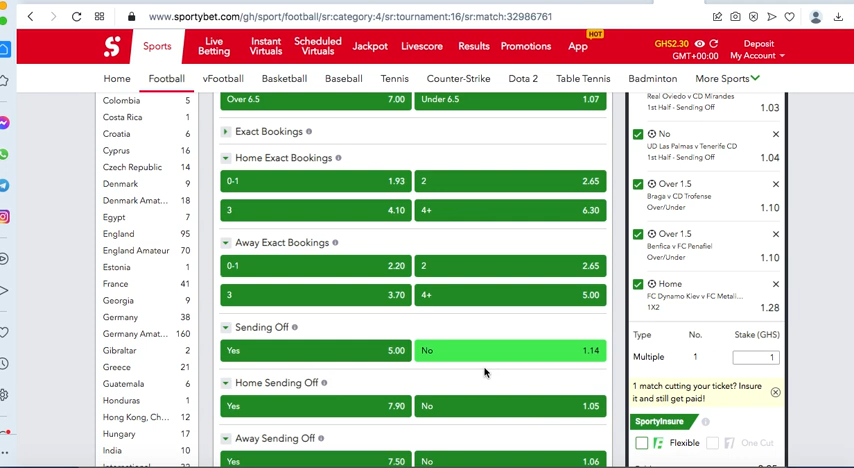 www.sportybet.com/gh/sport/football/sr:category:4/sr:tournament:16/sr:match:32986761
Sports
Live Betting
Instant Virtuals
Scheduled Virtuals
Jackpot
Livescore
Results
Promotions
App
HOT
GHS2.30
GMT+00:00
Deposit
My Account
Home
Football
vFootball
Basketball
Baseball
Tennis
Counter-Strike
Dota 2
Table Tennis
Badminton
More Sports
Colombia 5
Costa Rica 1
Croatia 6
Cyprus 16
Czech Republic 14
Denmark 9
Denmark Amat... 18
Egypt 7
England 95
England Amateur 70
Estonia 1
France 41
Georgia 9
Germany 38
Germany Amat... 160
Gibraltar 2
Greece 21
Guatemala 6
Honduras 1
Hong Kong, Ch... 12
Hungary 17
India 10
Over 6.5 7.00 Under 6.5 1.07
Exact Bookings
Home Exact Bookings
0-1 1.93 2 2.65
3 4.10 4+ 6.30
Away Exact Bookings
0-1 2.20 2 2.65
3 3.70 4+ 5.00
Sending Off
Yes 5.00 No 1.14
Home Sending Off
Yes 7.90 No 1.05
Away Sending Off
Yes 7.50 No 1.06
Real Oviedo v CD Mirandes
1st Half - Sending Off 1.03
No
UD Las Palmas v Tenerife CD
1st Half - Sending Off 1.04
Over 1.5
Braga v CD Trofense
Over/Under 1.10
Over 1.5
Benfica v FC Penafiel
Over/Under 1.10
Home
FC Dynamo Kiev v FC Metali...
1X2 1.28
Type No. Stake (GHS)
Multiple 1 1
1 match cutting your ticket? Insure
it and still get paid!
SportyInsure
Flexible One Cut